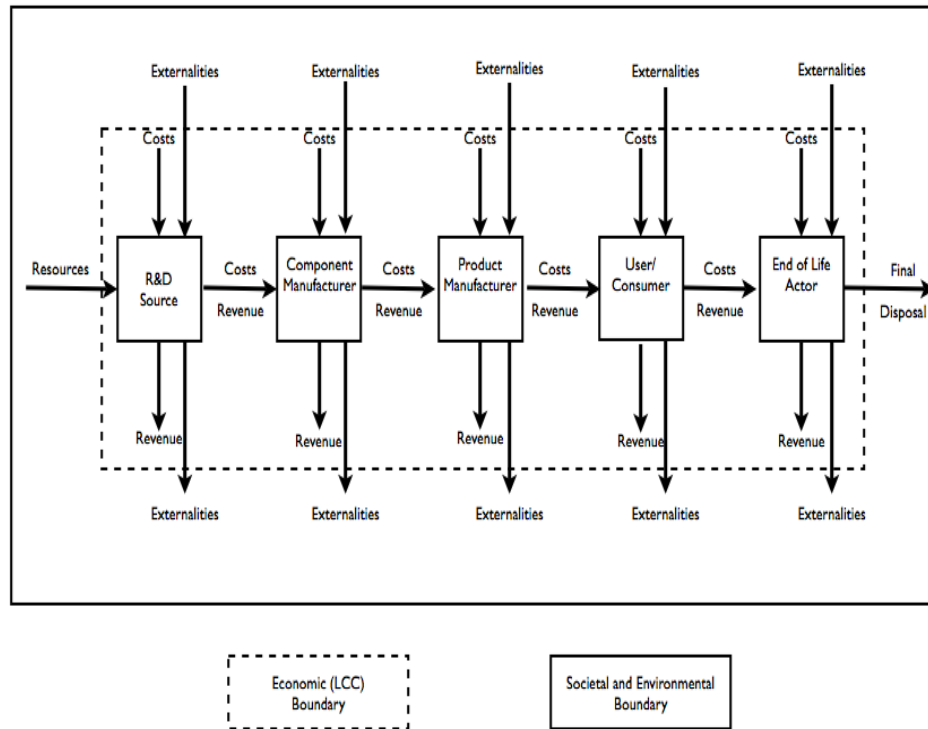 Externalities Externalities Externalities Externalities Externalities
Costs Costs Costs Costs Costs
Resources
R&D
Source
Costs
Revenue
Component
Manufacturer
Costs
Revenue
Product
Manufacturer
Costs
Revenue
User/
Consumer
Costs
Revenue
End of Life
Actor
Final
Disposal
Revenue Revenue Revenue Revenue Revenue
Externalities Externalities Externalities Externalities Externalities
Economic (LCC)
Boundary
Societal and Environmental
Boundary